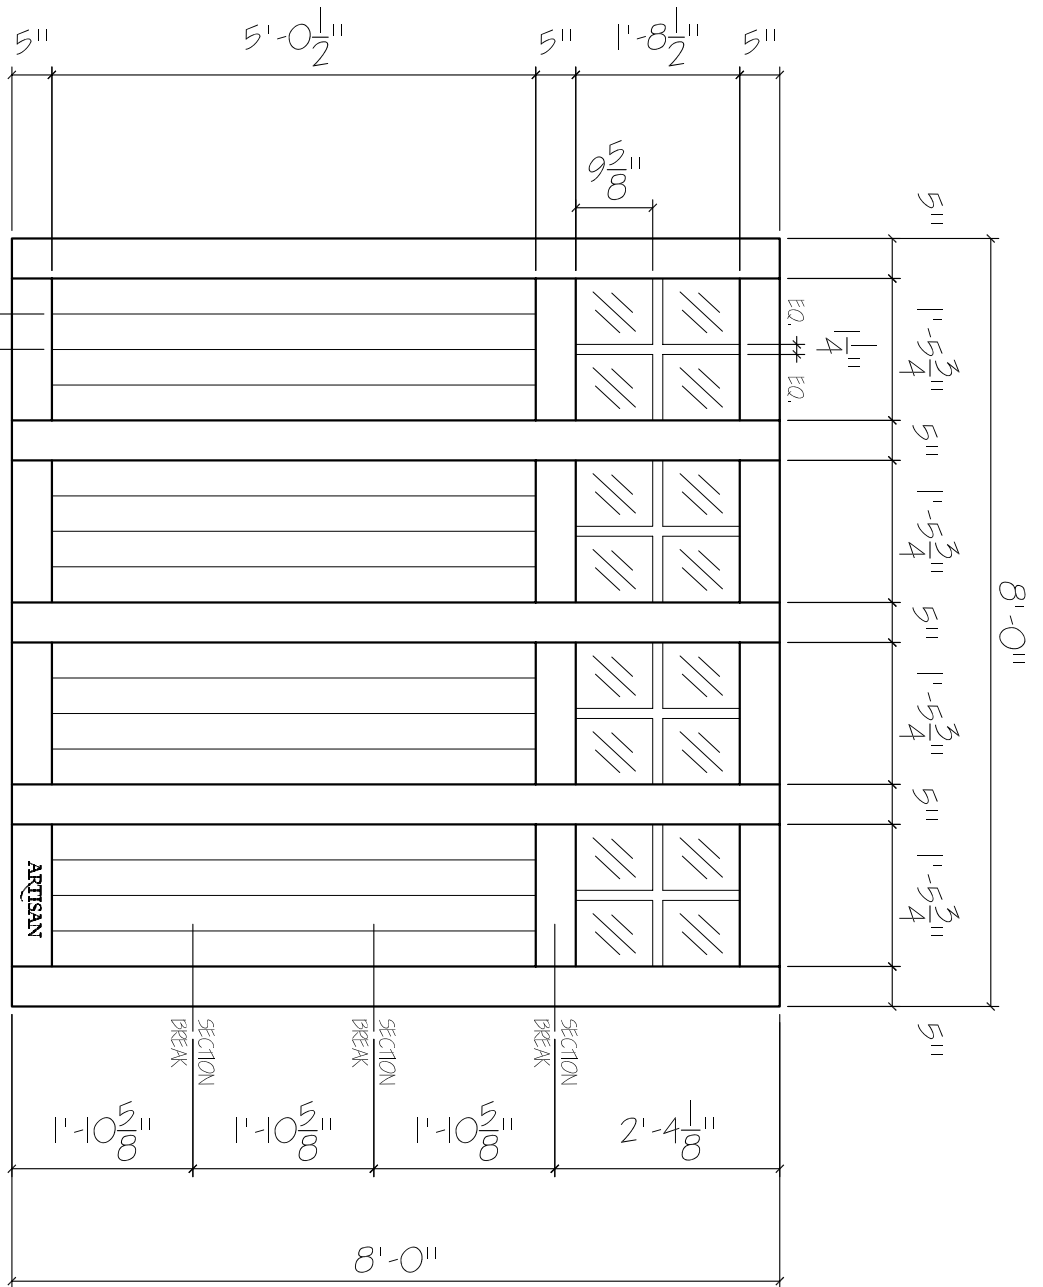 5" 5'-0 1/2" 5" 1'-8 1/2" 5"
9 5/8"
5"
1'-5 3/4"
5"
1'-5 3/4"
5"
1'-5 3/4"
5"
1'-5 3/4"
5"
8'-0"
EQ.
1 1/4"
EQ.
ARTISAN
SECTION
BREAK
SECTION
BREAK
SECTION
BREAK
1'-10 5/8" 1'-10 5/8" 1'-10 5/8" 2'-4 1/8"
8'-0"